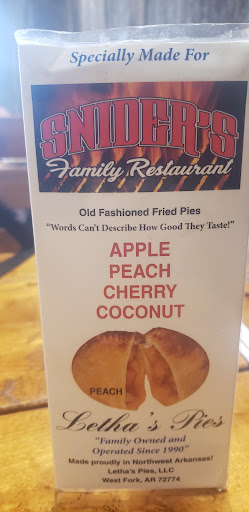 Specially Made For
SNIDER'S
Family Restaurant
Old Fashioned Fried Pies
"Words Can't Describe How Good They Taste!"
APPLE
PEACH
CHERRY
COCONUT
PEACH
Letha's Pies
"Family Owned and
Operated Since 1990"
Made proudly in Northwest Arkansas!
Letha's Pies, LLC
West Fork, AR 72774